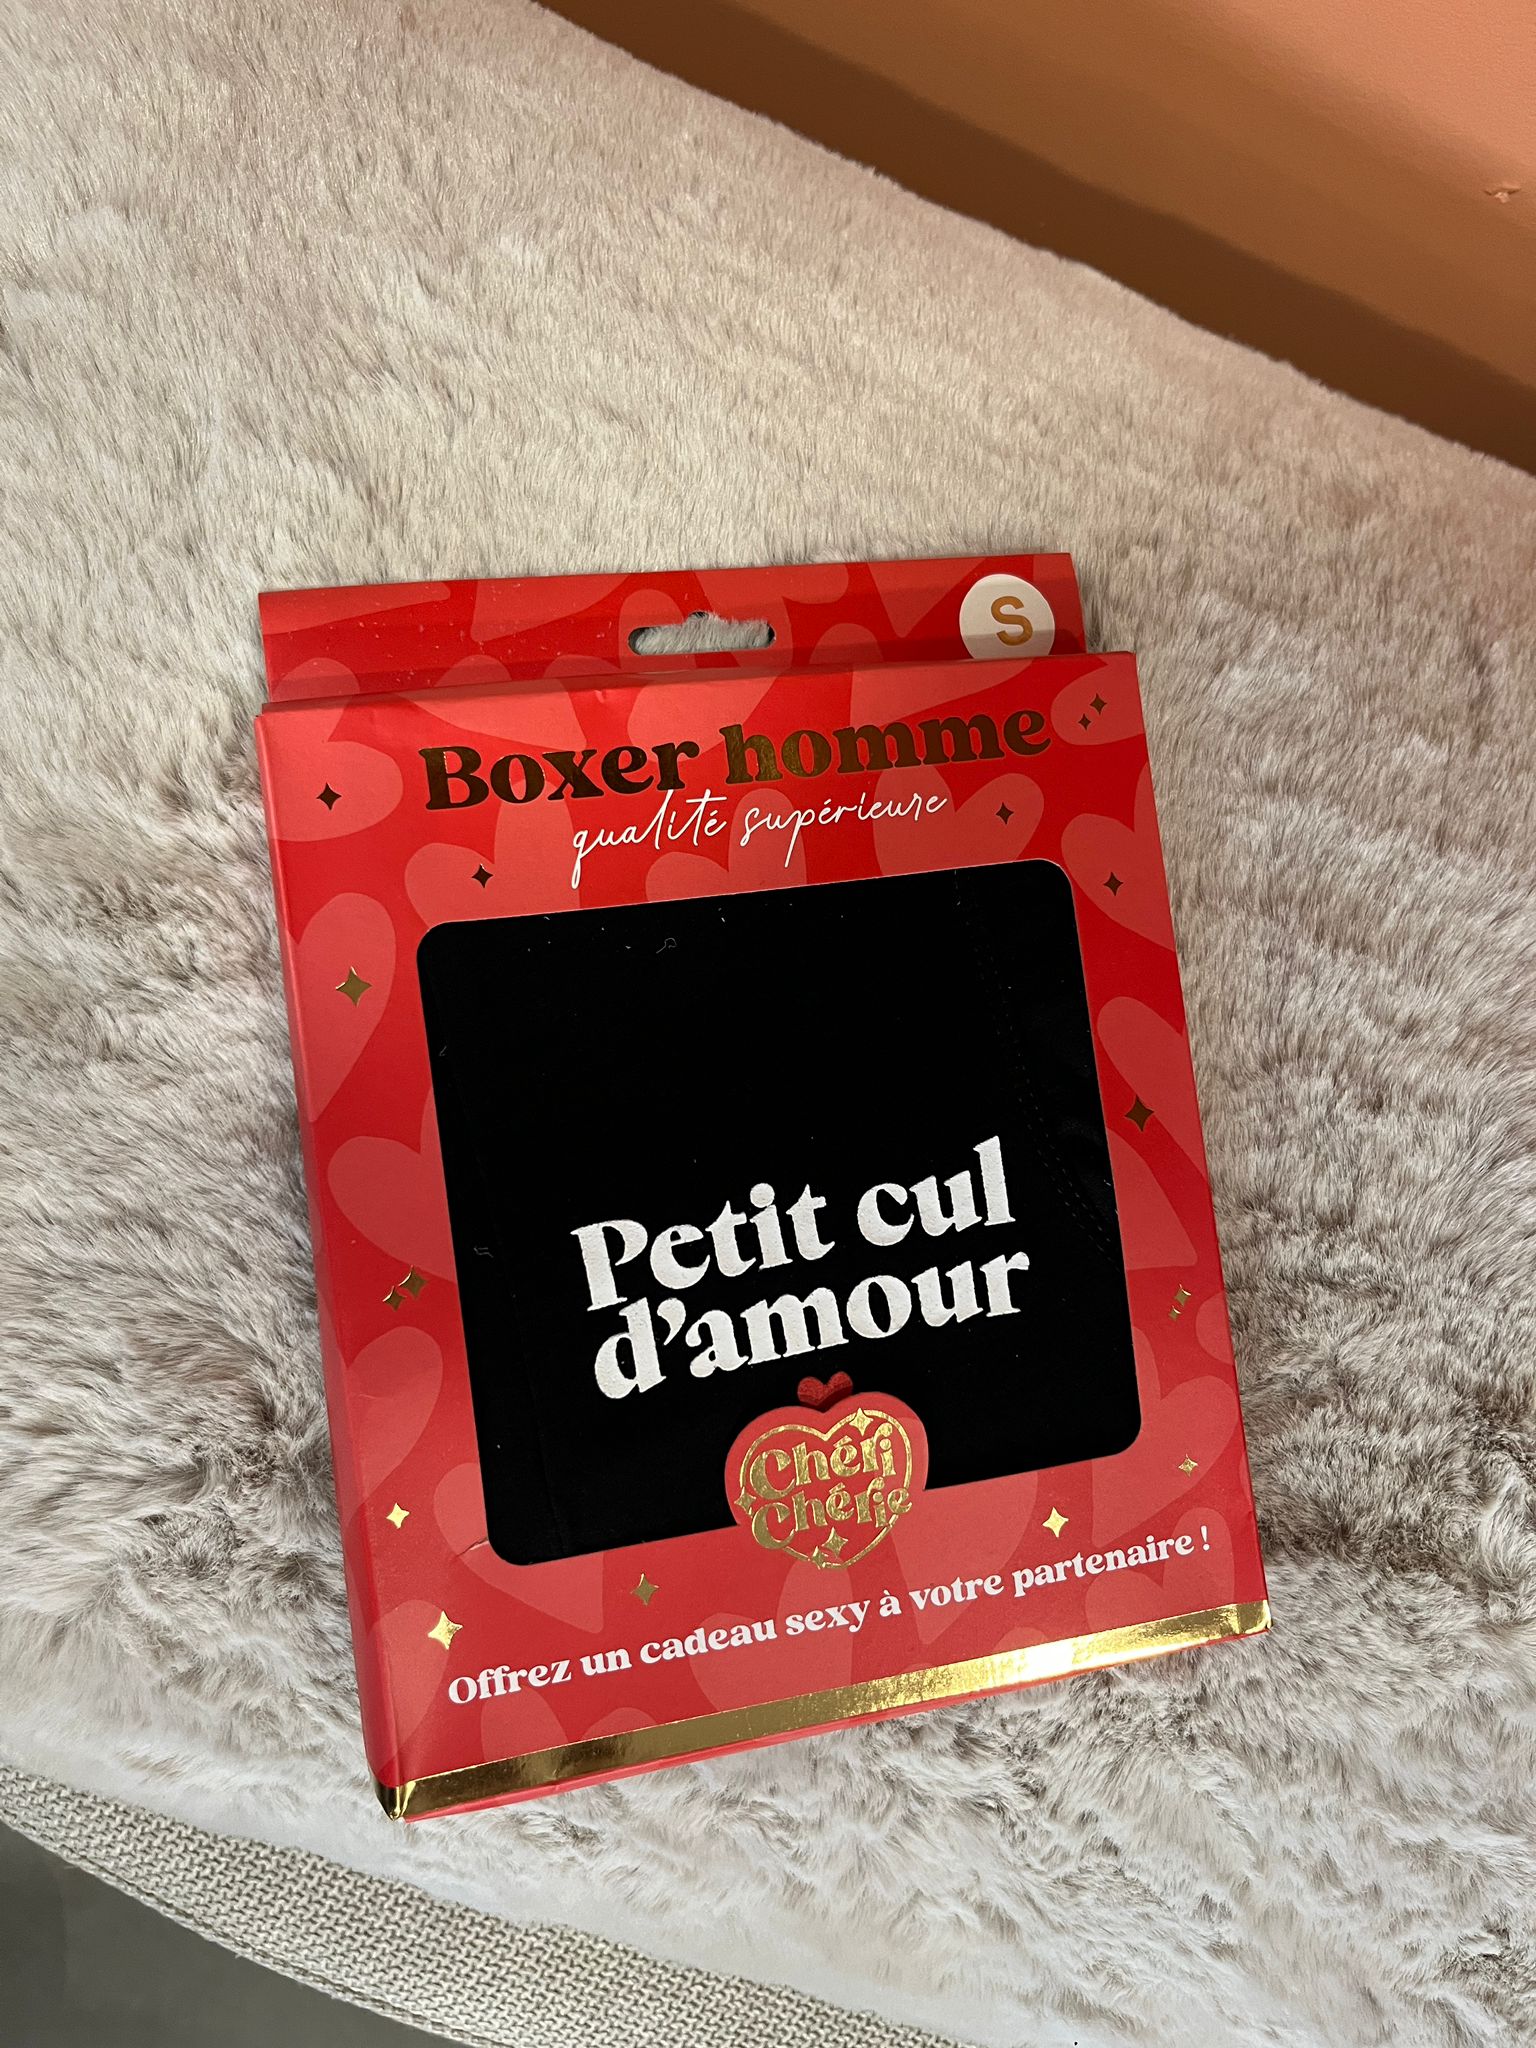 S
Boxer homme
qualité supérieure
Petit cul
d'amour
Chéri
Chérie
Offrez un cadeau sexy à votre partenaire !